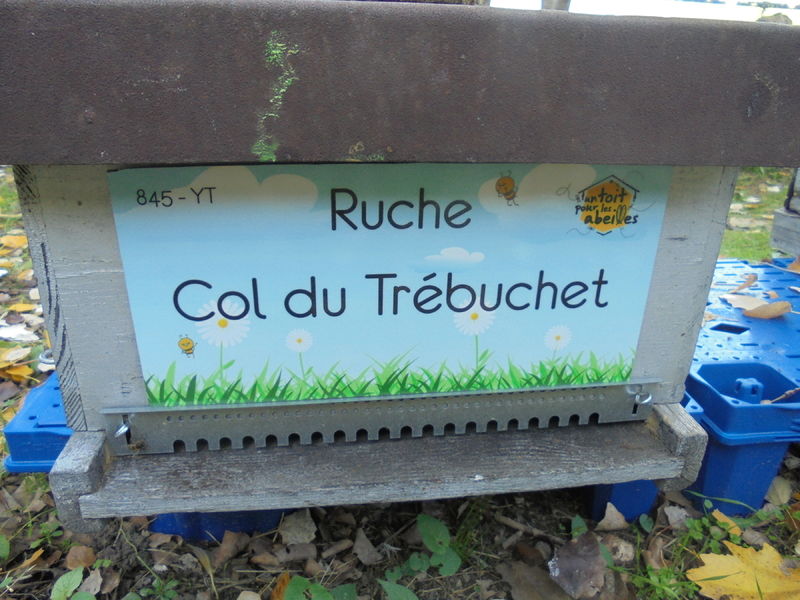 845 - YT
Ruche
un toit
pour les
abeilles
Col du Trébuchet